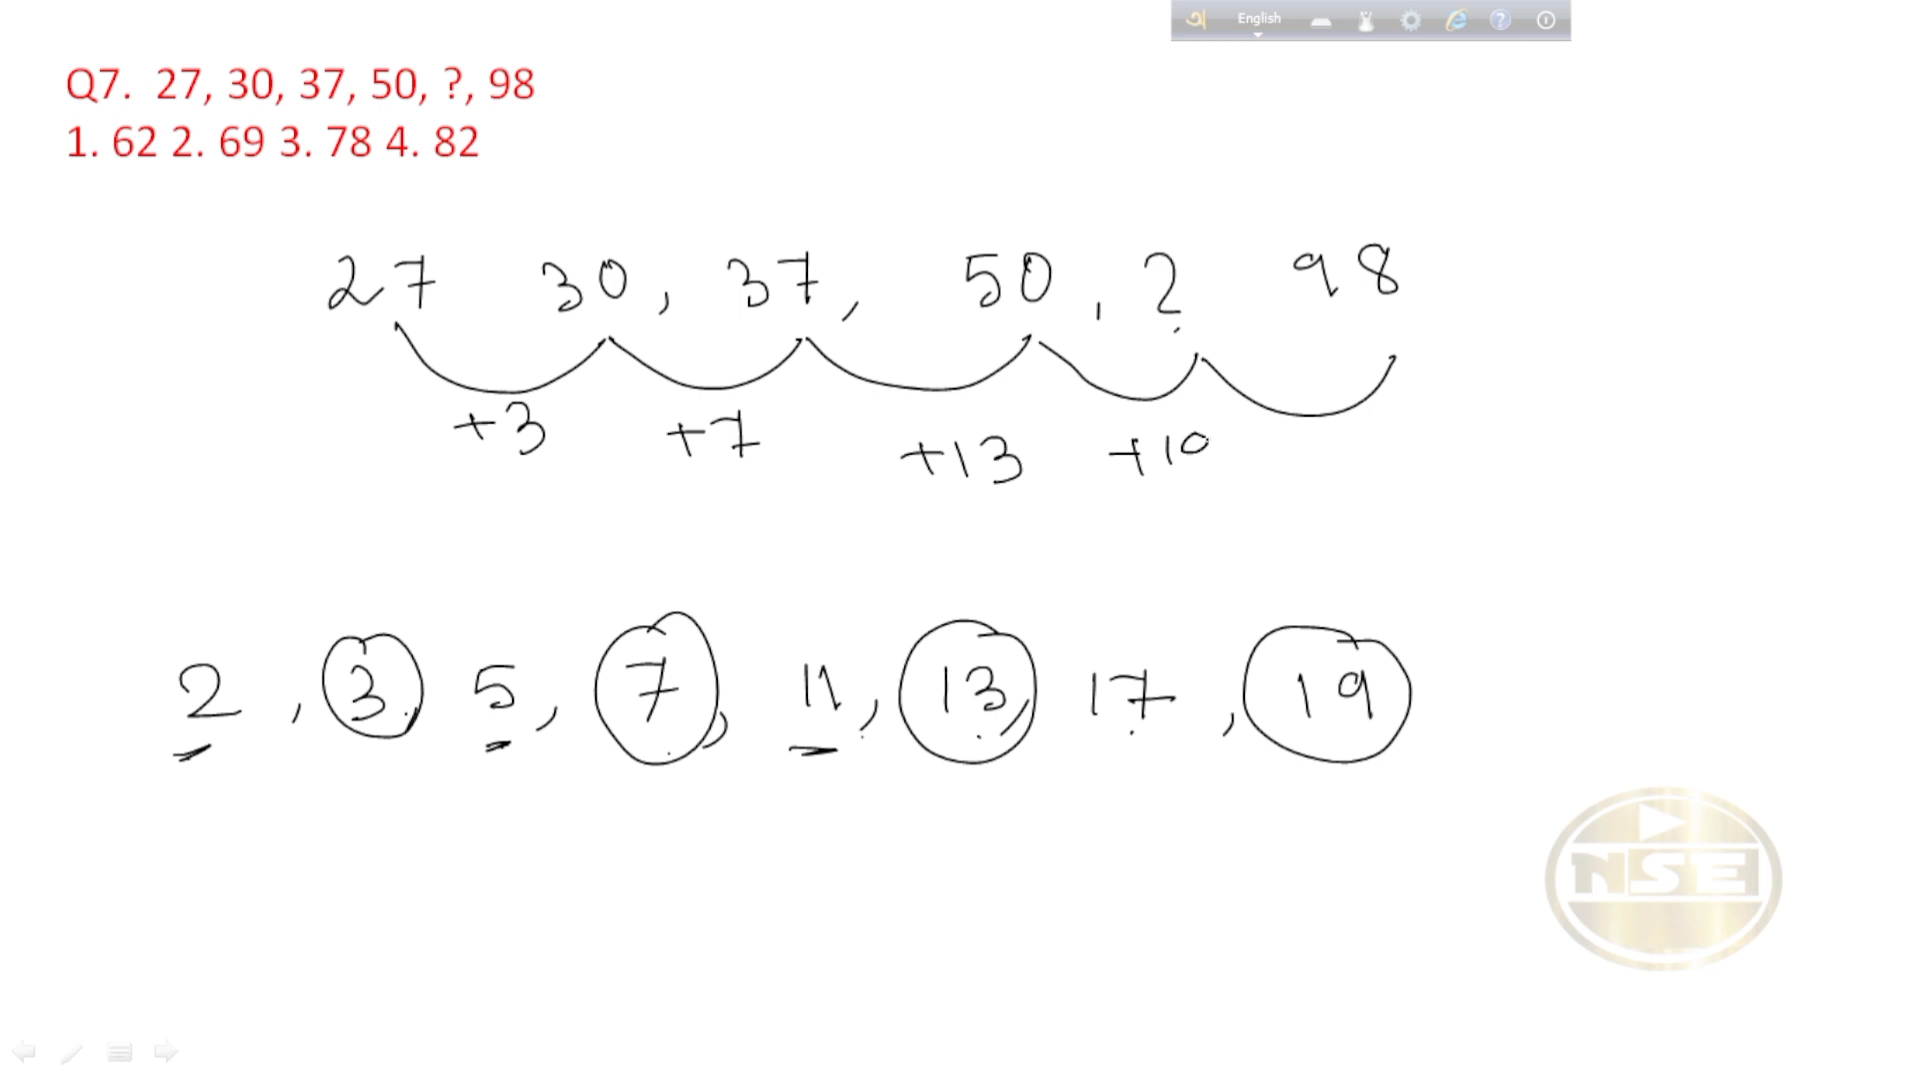 English
Q7. 27, 30, 37, 50, ?, 98
1. 62 2. 69 3. 78 4. 82
27 30, 37, 50, ? 98
+3 +7 +13 +10
2, 3, 5, 7, 11, 13, 17, 19
NSE